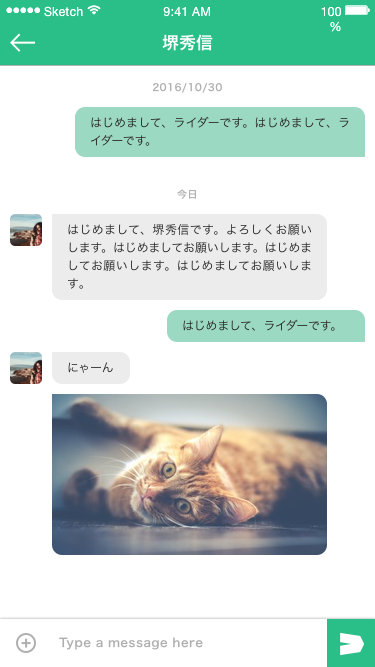 Sketch 9:41 AM 100
%
堺秀信
2016/10/30
はじめまして、ライダーです。はじめまして、ラ
イダーです。
今日
はじめまして、堺秀信です。よろしくお願い
します。はじめましてお願いします。はじめま
してお願いします。はじめましてお願いしま
す。
はじめまして、ライダーです。
にゃーん
Type a message here